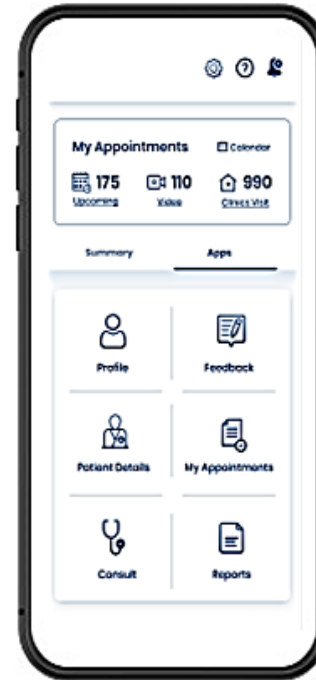 My Appointments Calendar
175 110 990
Upcoming Video Clinics Visit
Summary Apps
Profile Feedback
Patient Details My Appointments
Consult Reports